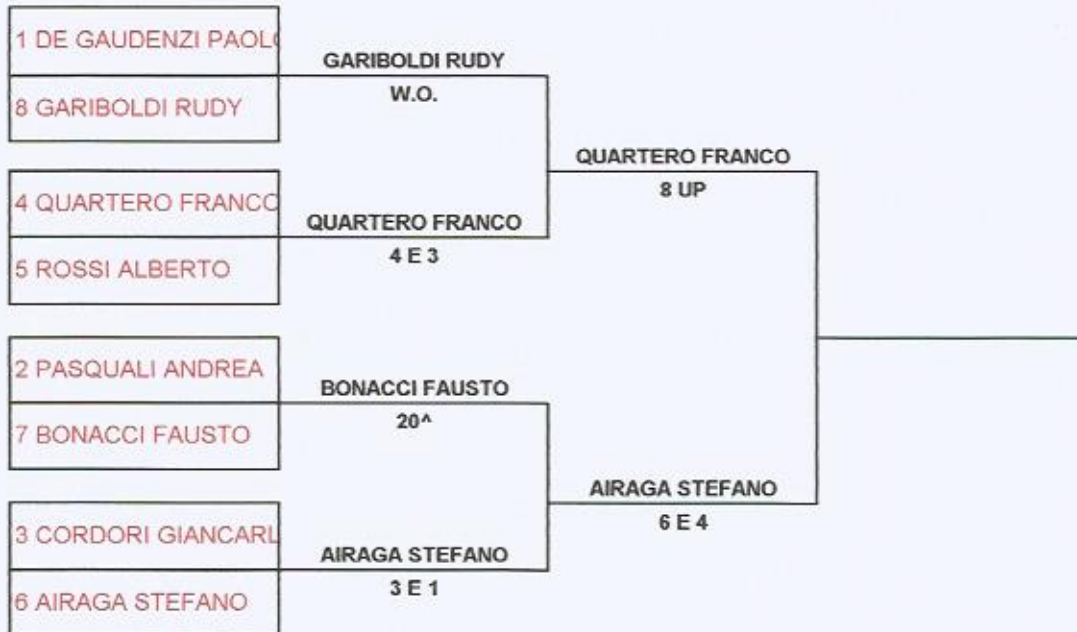 1 DE GAUDENZI PAOLO
8 GARIBOLDI RUDY
4 QUARTERO FRANCO
5 ROSSI ALBERTO
2 PASQUALI ANDREA
7 BONACCI FAUSTO
3 CORDORI GIANCARL
6 AIRAGA STEFANO
GARIBOLDI RUDY
W.O.
QUARTERO FRANCO
4 E 3
BONACCI FAUSTO
20^
AIRAGA STEFANO
3 E 1
QUARTERO FRANCO
8 UP
AIRAGA STEFANO
6 E 4